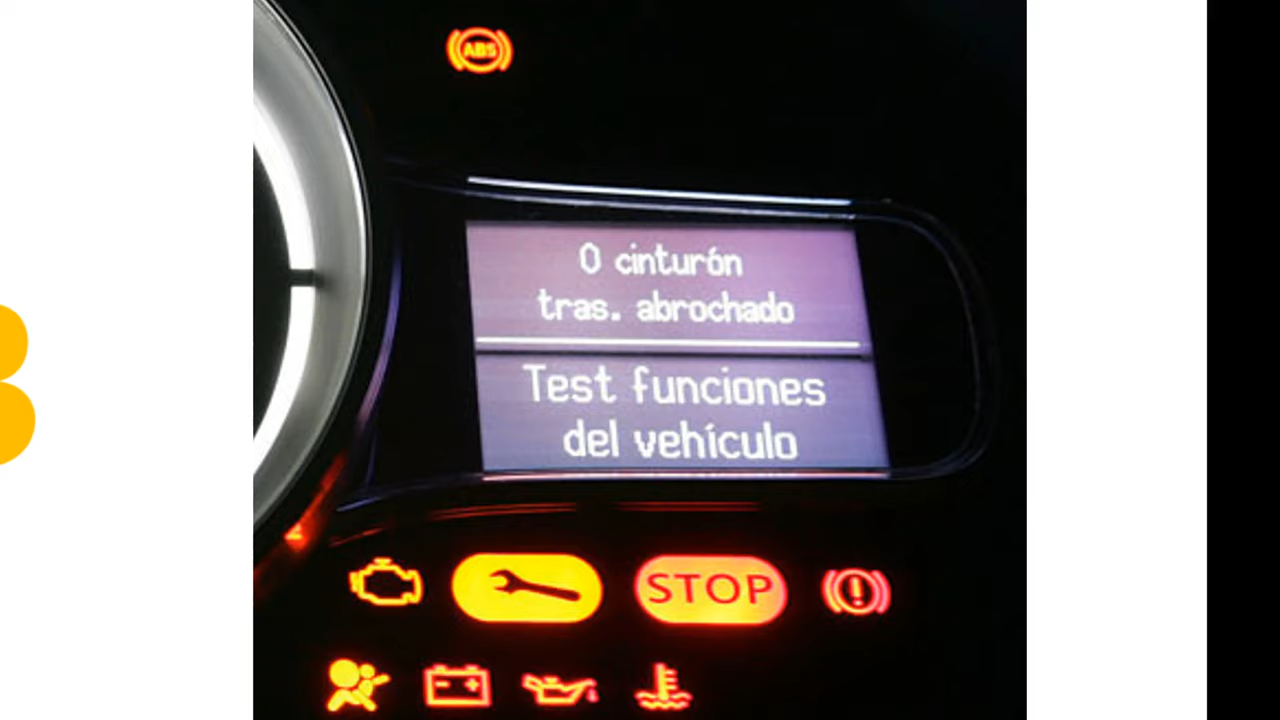 ABS
0 cinturón
tras. abrochado
Test funciones
del vehículo
STOP